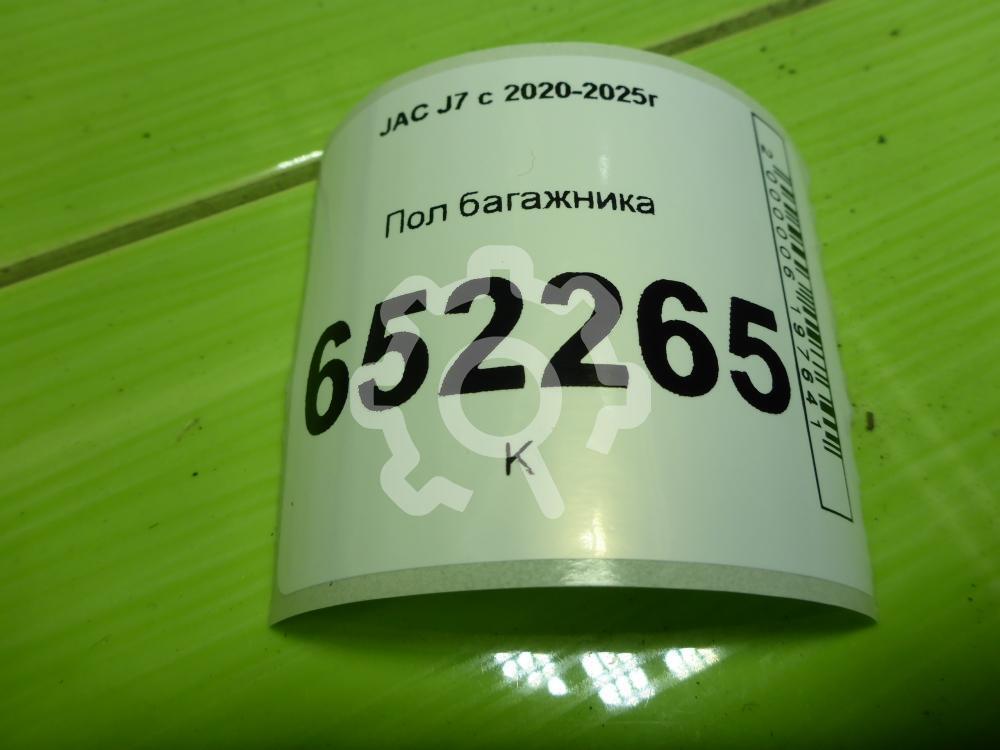 JAC J7 с 2020-2025г
Пол багажника
652265
К
2000006197641